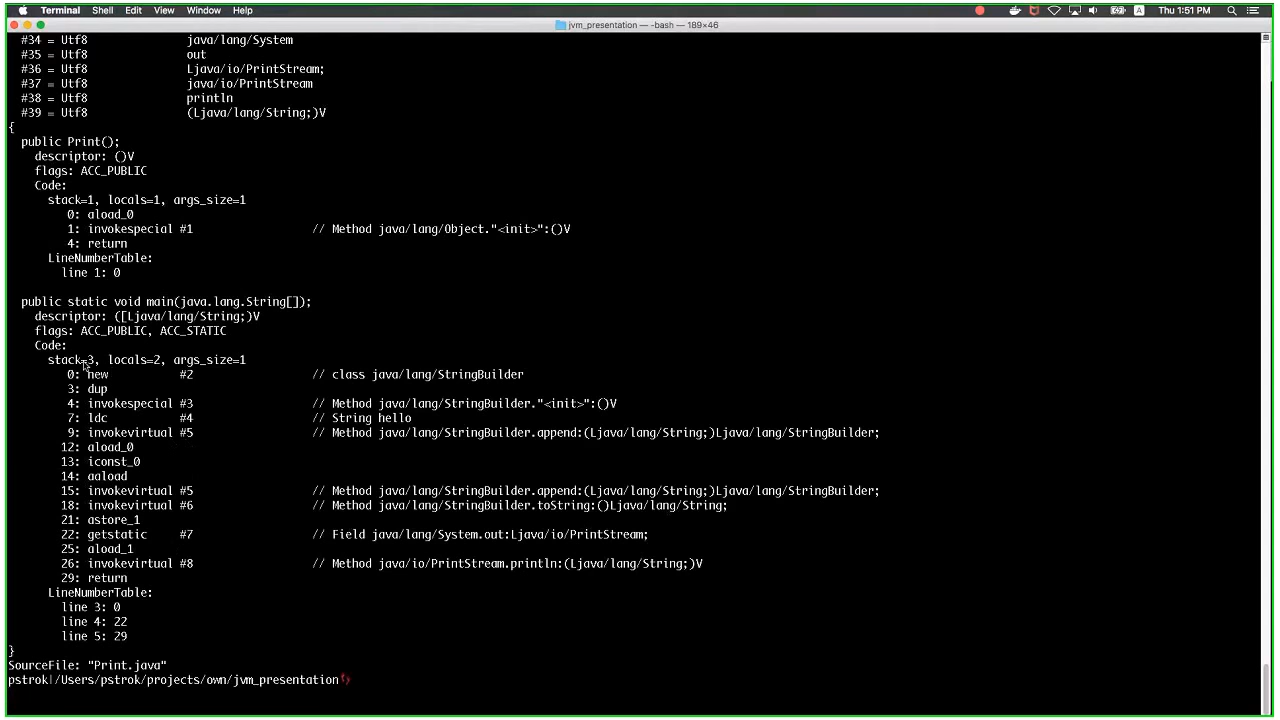 Terminal Shell Edit View Window Help A Thu 1:51 PM
jvm_presentation — -bash — 189×46
#34 = Utf8 java/lang/System
#35 = Utf8 out
#36 = Utf8 Ljava/io/PrintStream;
#37 = Utf8 java/io/PrintStream
#38 = Utf8 println
#39 = Utf8 (Ljava/lang/String;)V
{
public Print();
descriptor: ()V
flags: ACC_PUBLIC
Code:
stack=1, locals=1, args_size=1
0: aload_0
1: invokespecial #1 // Method java/lang/Object."<init>":()V
4: return
LineNumberTable:
line 1: 0
public static void main(java.lang.String[]);
descriptor: ([Ljava/lang/String;)V
flags: ACC_PUBLIC, ACC_STATIC
Code:
stack=3, locals=2, args_size=1
0: new #2 // class java/lang/StringBuilder
3: dup
4: invokespecial #3 // Method java/lang/StringBuilder."<init>":()V
7: ldc #4 // String hello
9: invokevirtual #5 // Method java/lang/StringBuilder.append:(Ljava/lang/String;)Ljava/lang/StringBuilder;
12: aload_0
13: iconst_0
14: aaload
15: invokevirtual #5 // Method java/lang/StringBuilder.append:(Ljava/lang/String;)Ljava/lang/StringBuilder;
18: invokevirtual #6 // Method java/lang/StringBuilder.toString:()Ljava/lang/String;
21: astore_1
22: getstatic #7 // Field java/lang/System.out:Ljava/io/PrintStream;
25: aload_1
26: invokevirtual #8 // Method java/io/PrintStream.println:(Ljava/lang/String;)V
29: return
LineNumberTable:
line 3: 0
line 4: 22
line 5: 29
}
SourceFile: "Print.java"
pstrok|/Users/pstrok/projects/own/jvm_presentation